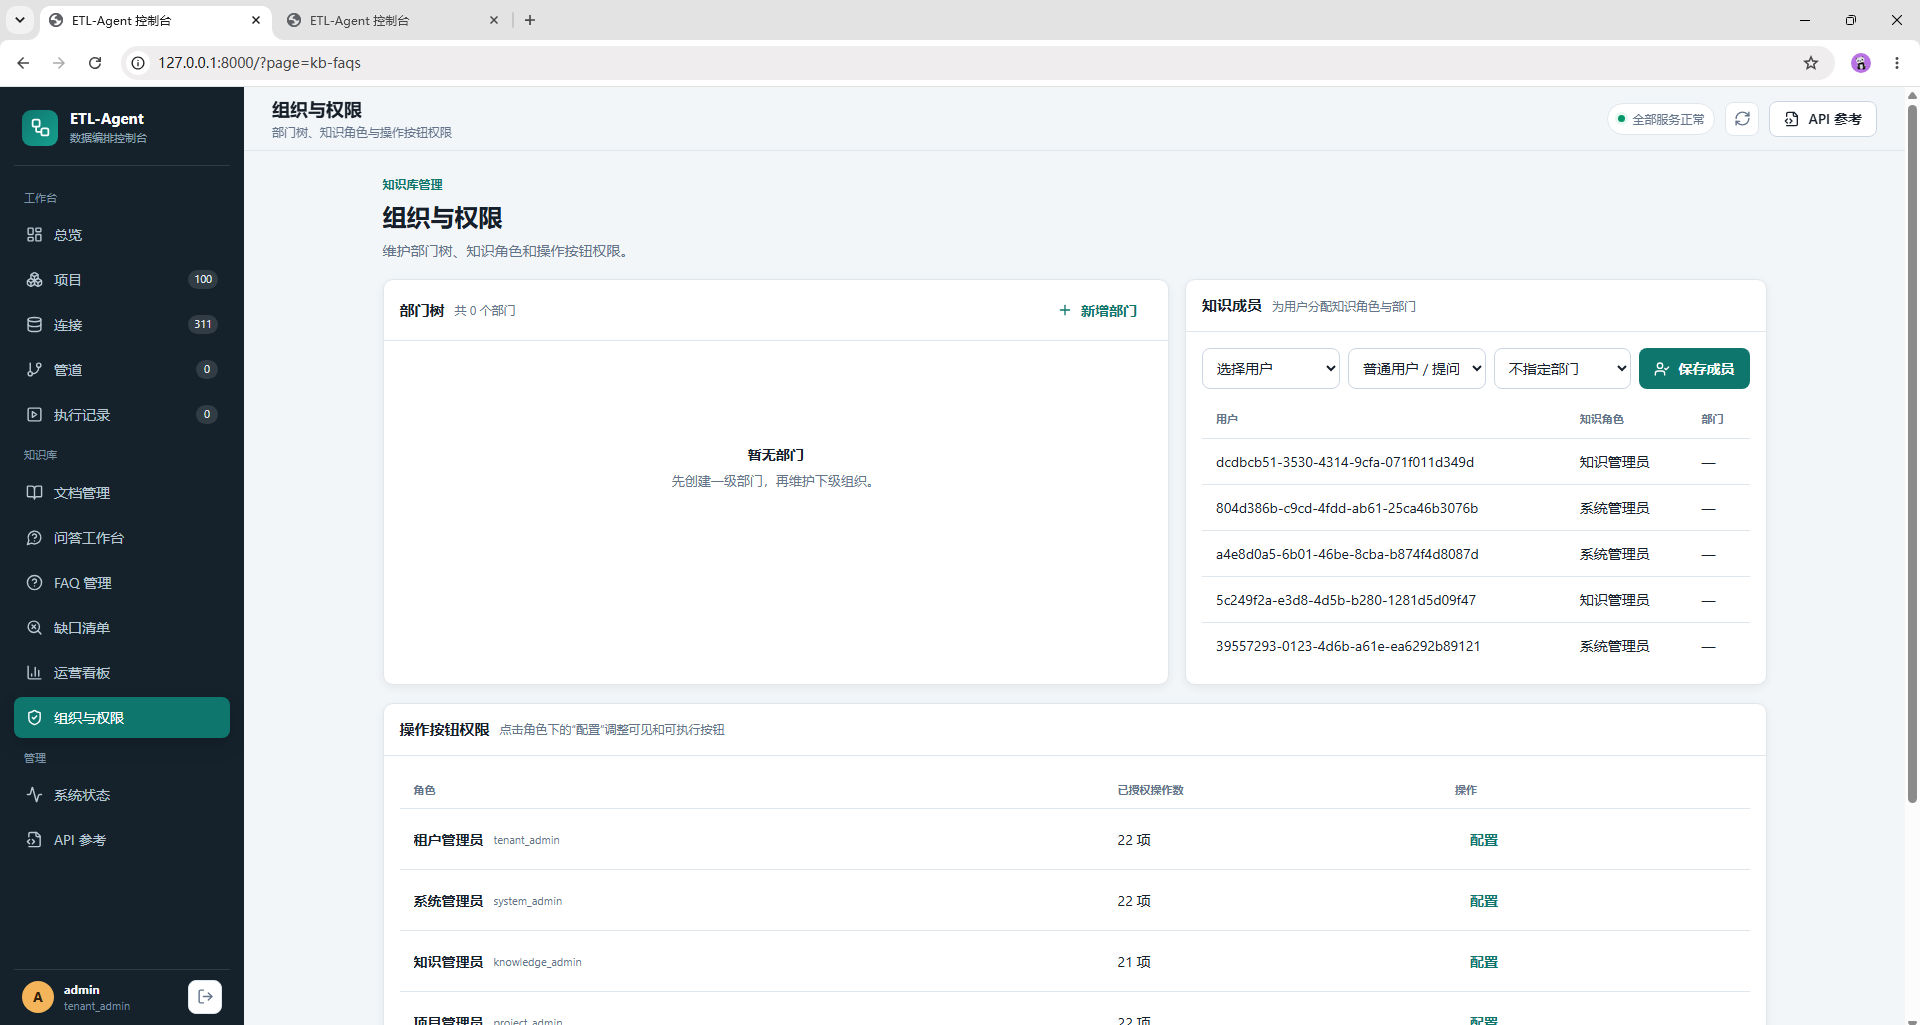 ETL-Agent 控制台
ETL-Agent 控制台
127.0.0.1:8000/?page=kb-faqs
ETL-Agent
数据编排控制台
工作台
总览
项目 100
连接 311
管道 0
执行记录 0
知识库
文档管理
问答工作台
FAQ 管理
缺口清单
运营看板
组织与权限
管理
系统状态
API 参考
A
admin
tenant_admin
组织与权限
部门树、知识角色与操作按钮权限
全部服务正常
API 参考
知识库管理
组织与权限
维护部门树、知识角色和操作按钮权限。
部门树 共 0 个部门
新增部门
暂无部门
先创建一级部门，再维护下级组织。
知识成员 为用户分配知识角色与部门
选择用户 普通用户 / 提问 不指定部门 保存成员
用户 知识角色 部门
dcdbcb51-3530-4314-9cfa-071f011d349d 知识管理员 —
804d386b-c9cd-4fdd-ab61-25ca46b3076b 系统管理员 —
a4e8d0a5-6b01-46be-8cba-b874f4d8087d 系统管理员 —
5c249f2a-e3d8-4d5b-b280-1281d5d09f47 知识管理员 —
39557293-0123-4d6b-a61e-ea6292b89121 系统管理员 —
操作按钮权限 点击角色下的"配置"调整可见和可执行按钮
角色 已授权操作数 操作
租户管理员 tenant_admin 22 项 配置
系统管理员 system_admin 22 项 配置
知识管理员 knowledge_admin 21 项 配置
项目管理员 project_admin 22 项 配置